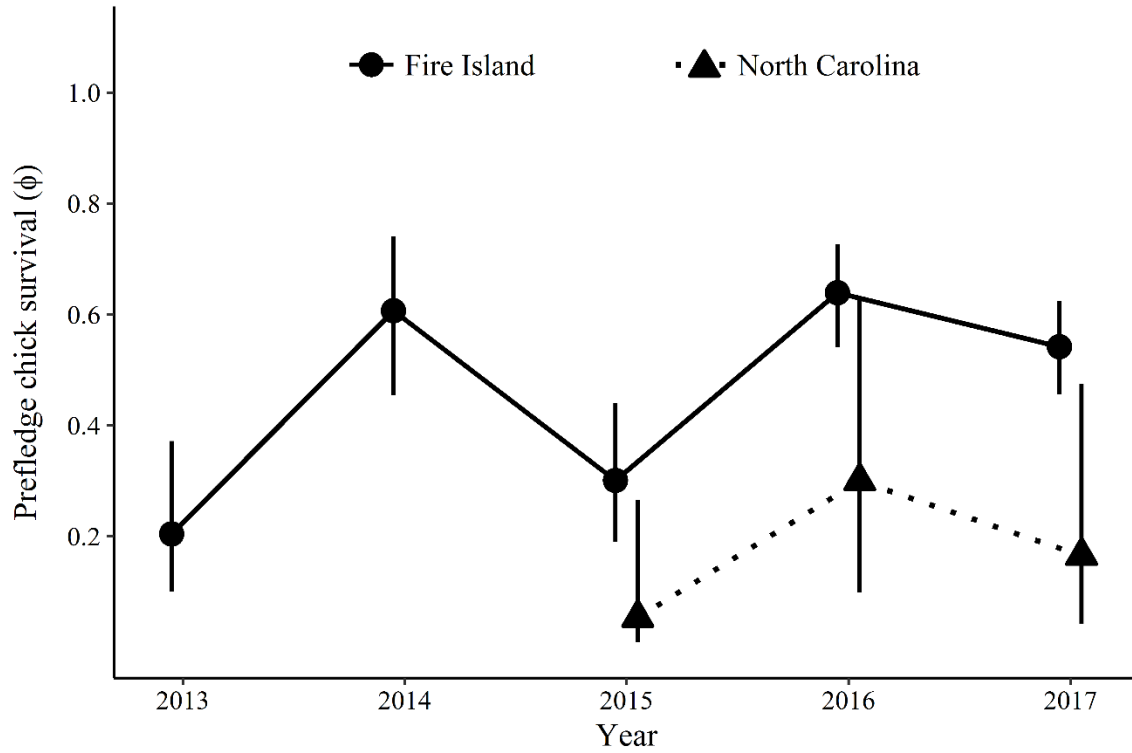 Fire Island
North Carolina
Prefledge chick survival (ϕ)
1.0
0.8
0.6
0.4
0.2
2013
2014
2015
2016
2017
Year